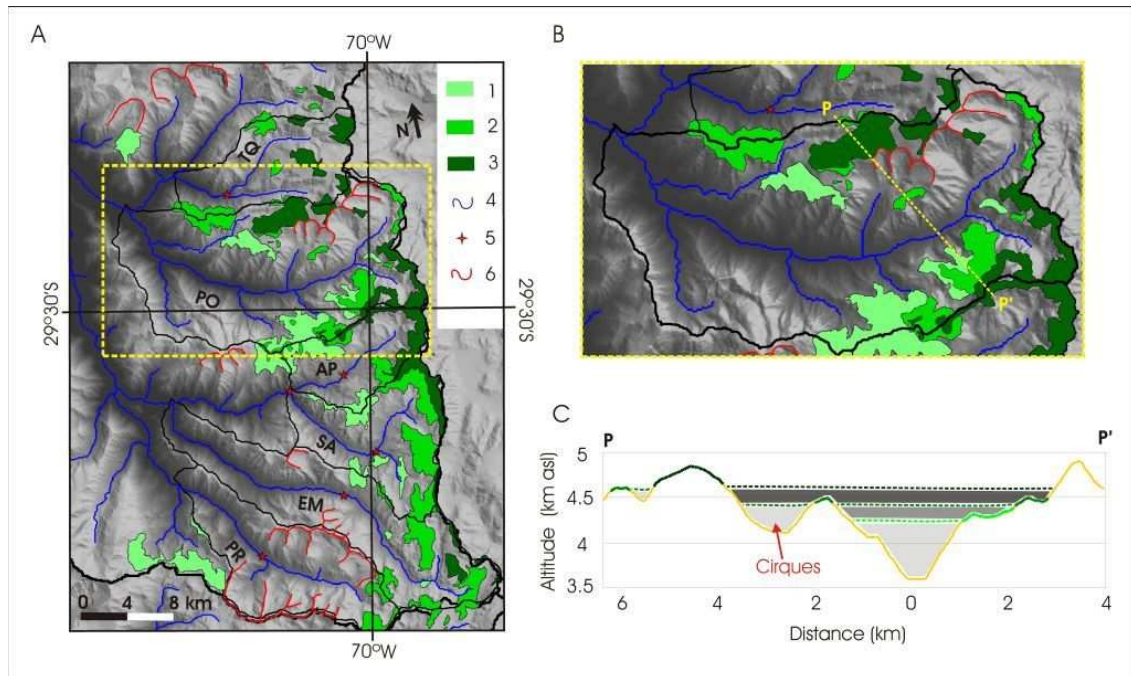 A
70°W
1
2
3
4
5
6
N
TQ
PO
29°30'S
29°30'S
AP
SA
EM
PR
0 4 8 km
70°W
B
P
P'
C
P
P'
5
4.5
4
3.5
Altitude (km asl)
Cirques
6 4 2 0 2 4
Distance (km)